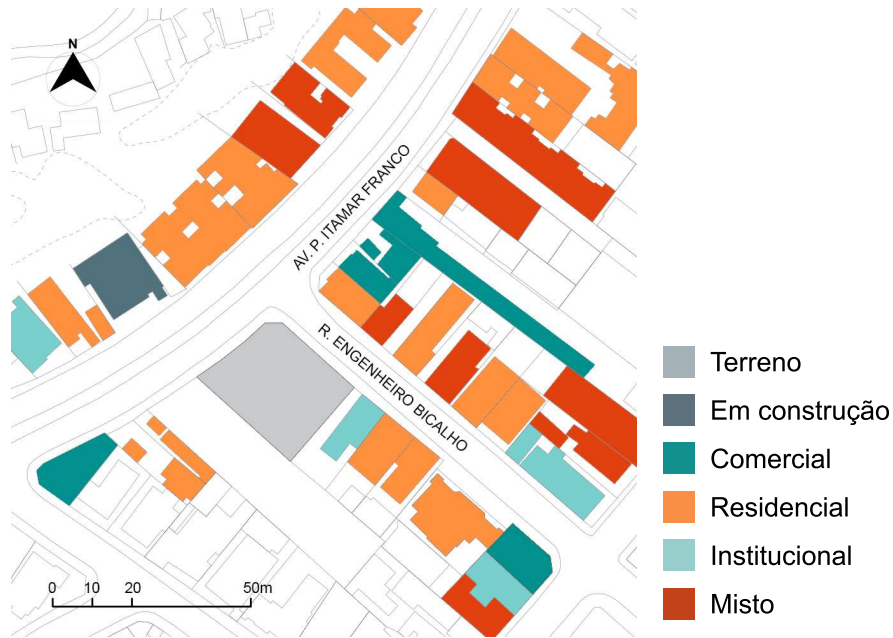 N
AV. P. ITAMAR FRANCO
R. ENGENHEIRO BICALHO
0 10 20 50m
Terreno
Em construção
Comercial
Residencial
Institucional
Misto